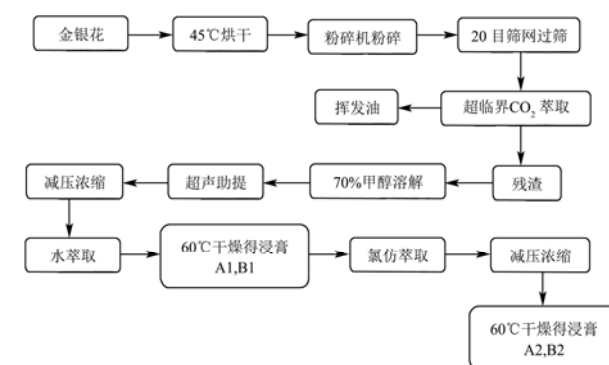 金银花
45℃烘干
粉碎机粉碎
20目筛网过筛
挥发油
超临界CO₂萃取
减压浓缩
超声助提
70%甲醇溶解
残渣
水萃取
60℃干燥得浸膏
A1,B1
氯仿萃取
减压浓缩
60℃干燥得浸膏
A2,B2